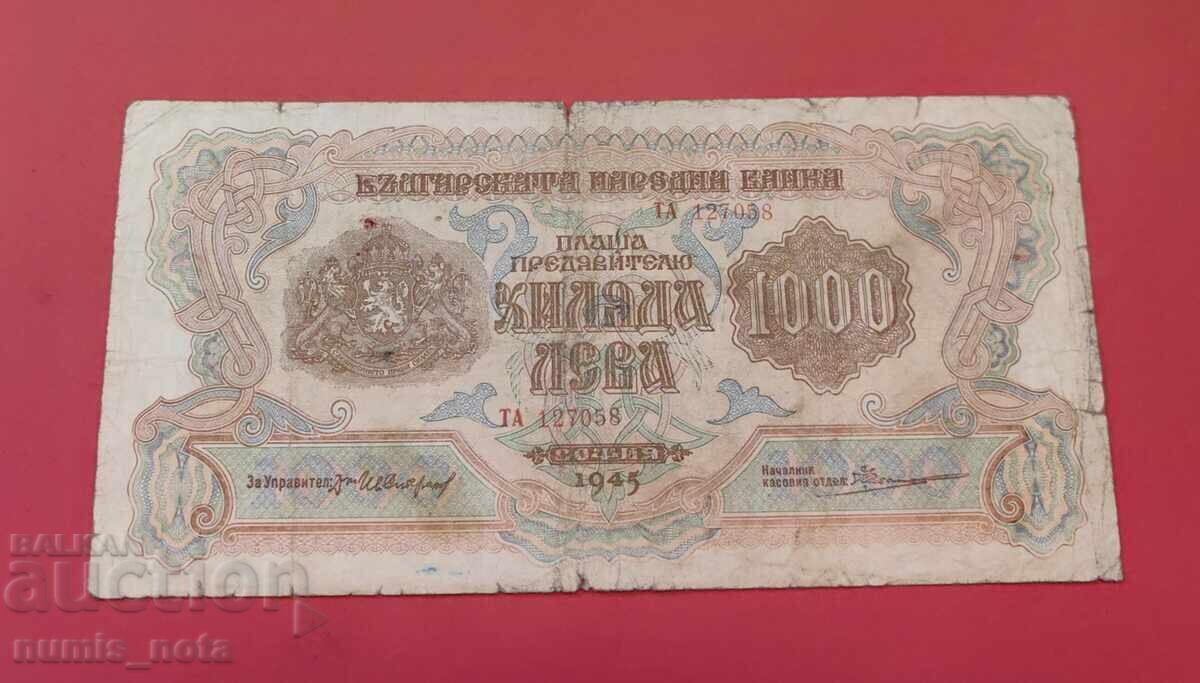 БЪЛГАРСКАТА НАРОДНА БАНКА
ТА 127058
ПЛАЩА
ПРЕДЯВИТЕЛЮ
ХИЛЯДА
ЛЕВА
1000
ТА 127058
СОФИЯ
1945
За Управител:
Началник
касовия отдел:
BALKAN
auction
numis_nota